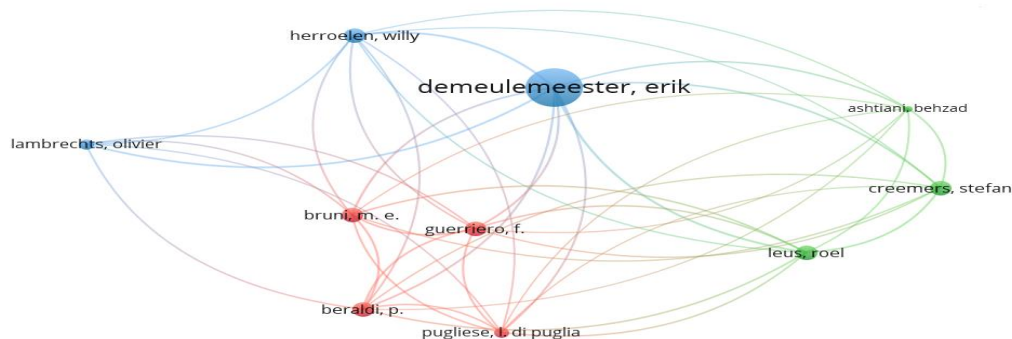 herroelen, willy
demeulemeester, erik
ashtiani, behzad
lambrechts, olivier
creemers, stefan
bruni, m. e.
guerriero, f.
leus, roel
beraldi, p.
pugliese, l. di puglia